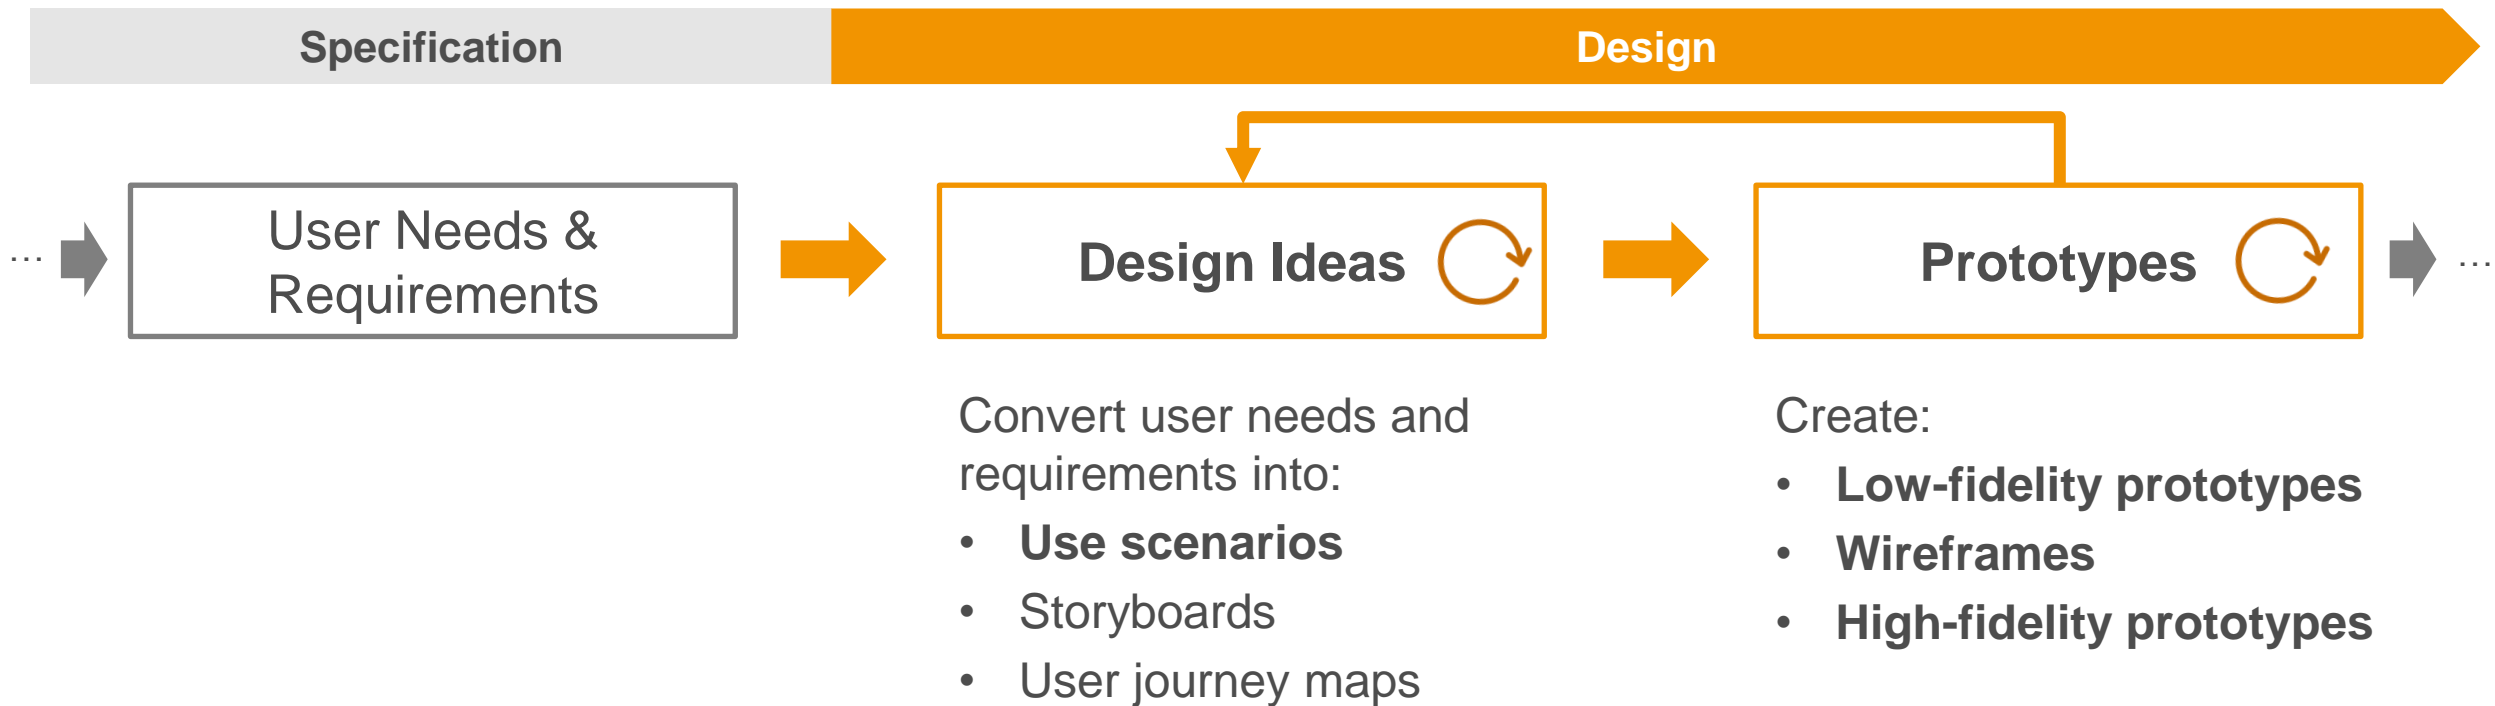 Specification
Design
...
User Needs &
Requirements
Design Ideas
Prototypes
...
Convert user needs and
requirements into:
• Use scenarios
• Storyboards
• User journey maps
Create:
• Low-fidelity prototypes
• Wireframes
• High-fidelity prototypes